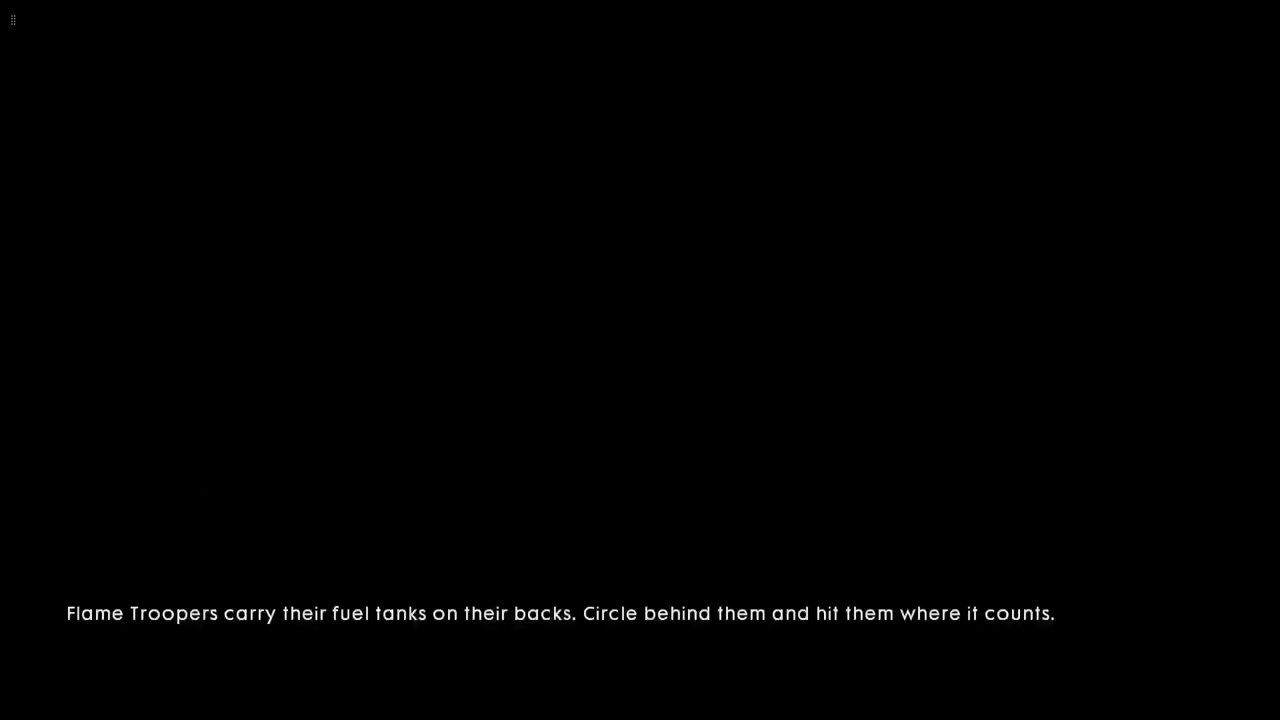 Flame Troopers carry their fuel tanks on their backs. Circle behind them and hit them where it counts.